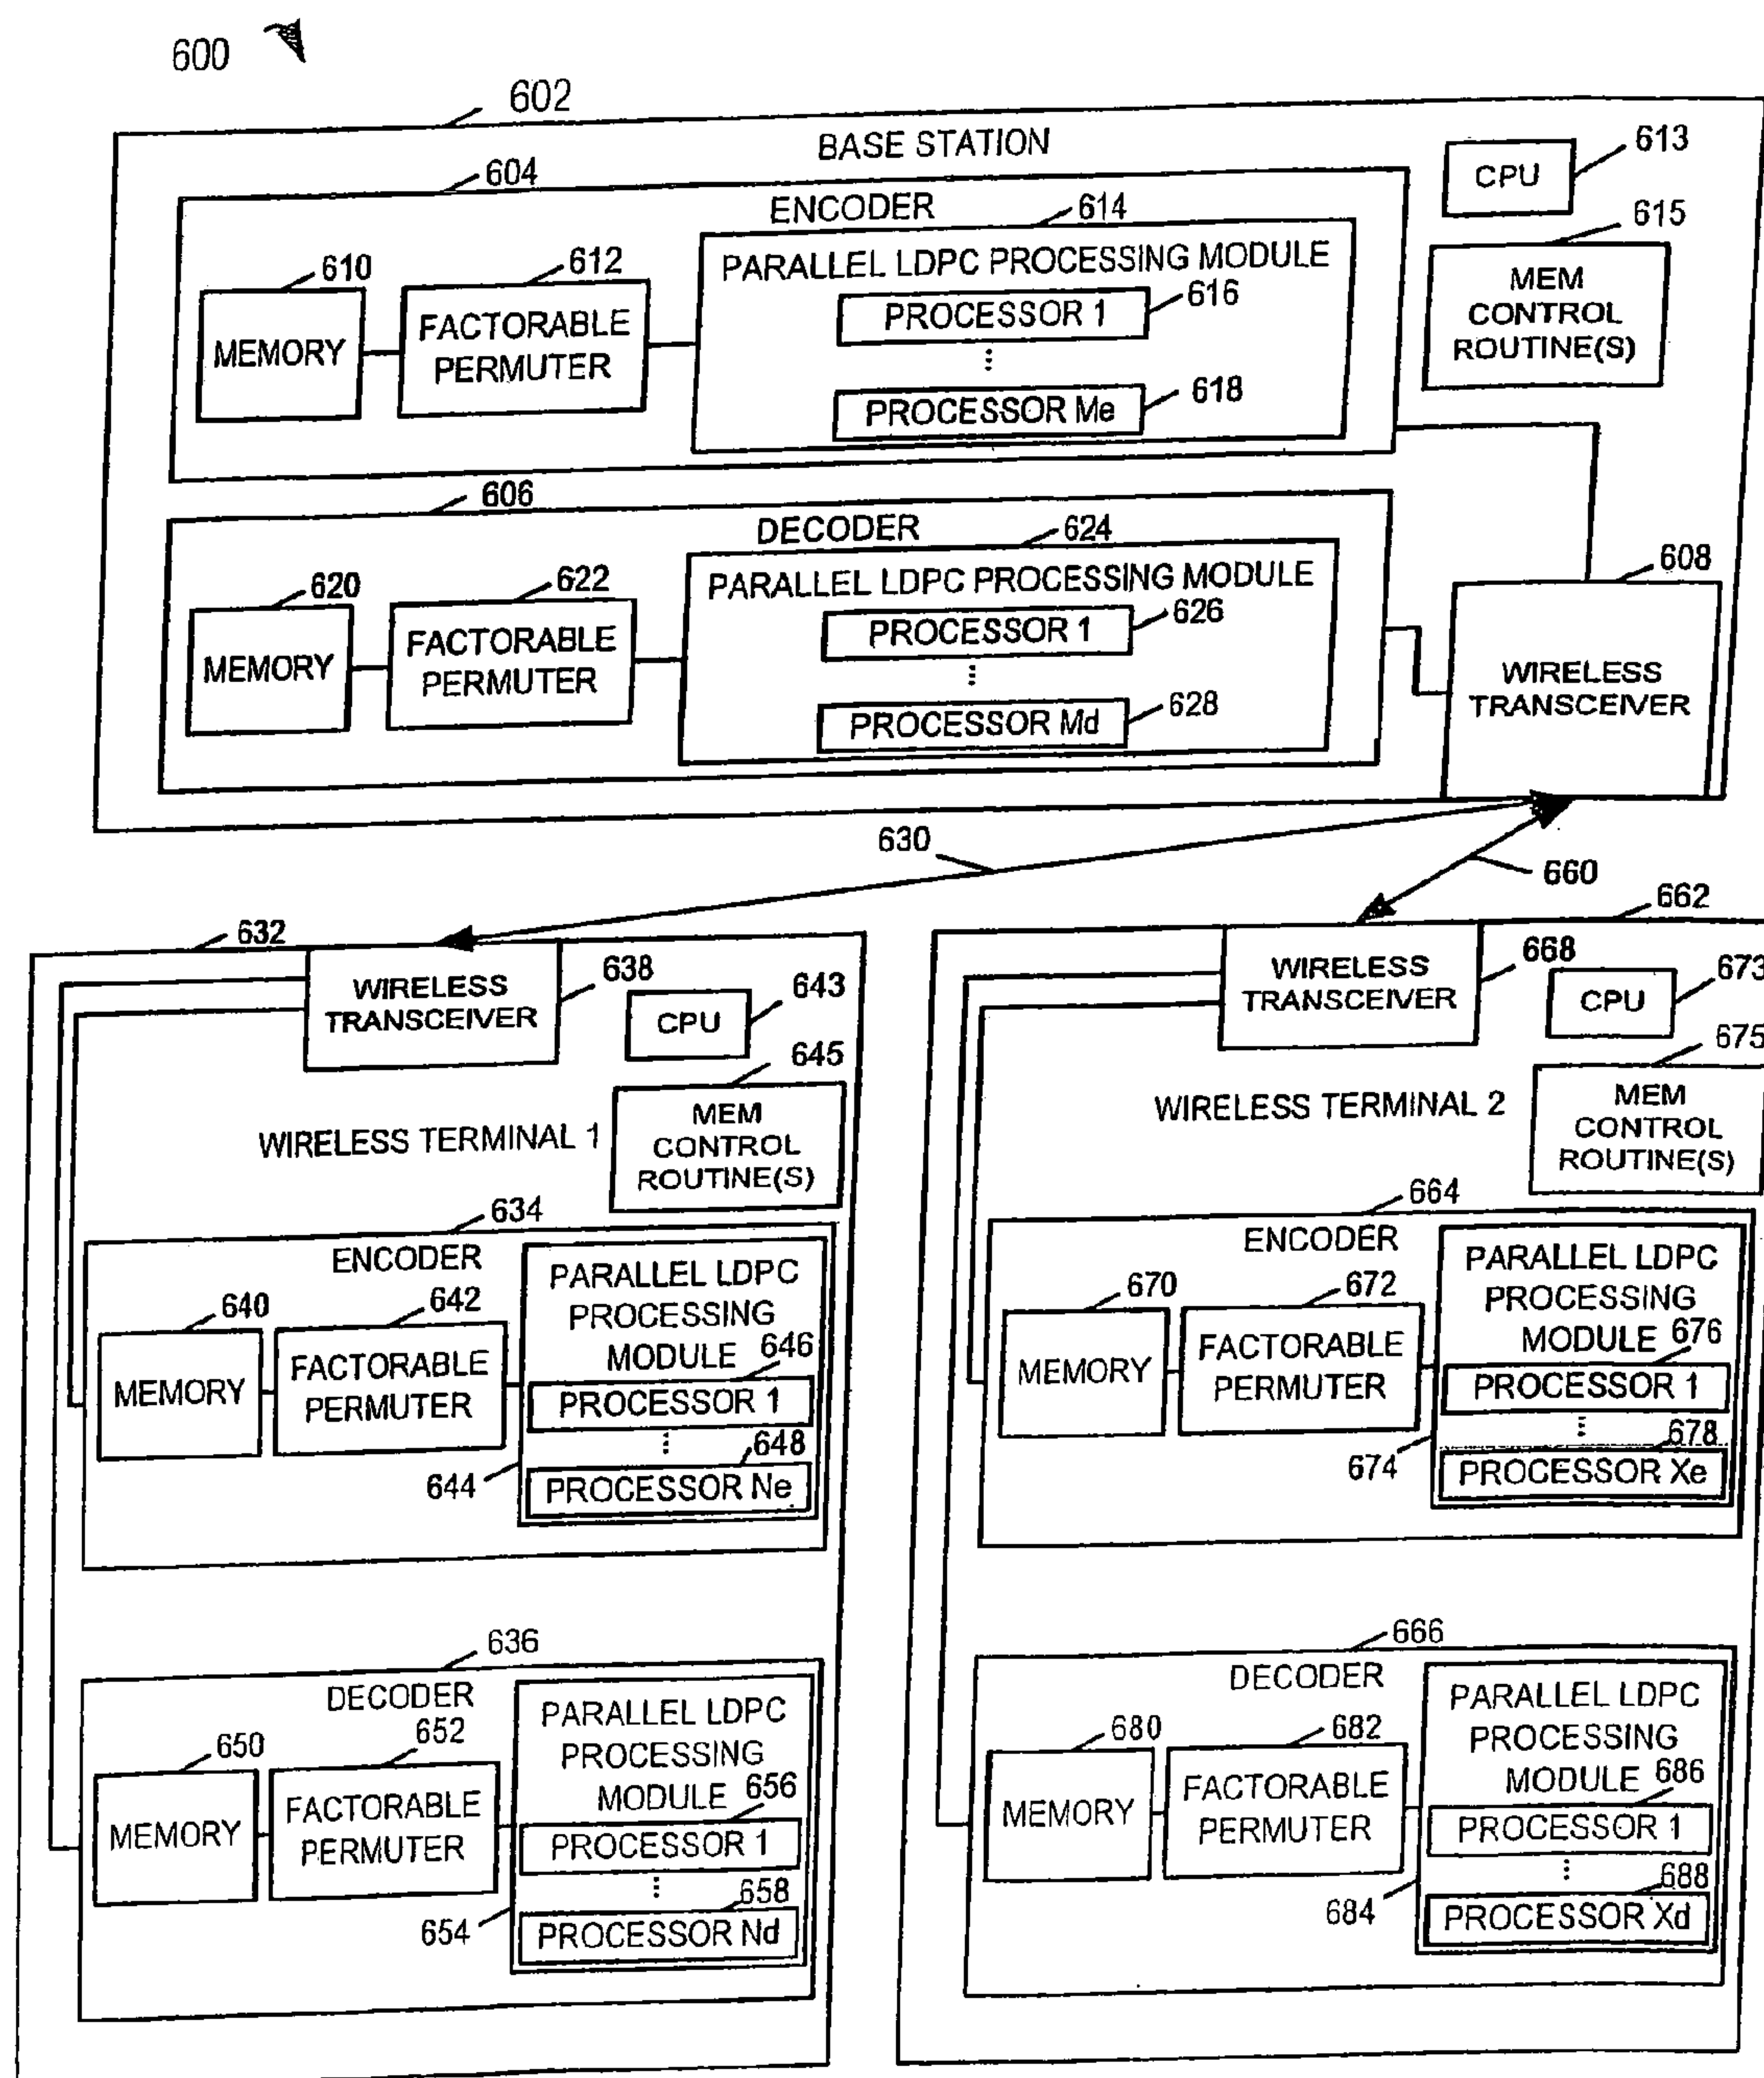 600
602
BASE STATION
613
CPU
604
ENCODER
614
615
610
612
PARALLEL LDPC PROCESSING MODULE
MEM
CONTROL
ROUTINE(S)
MEMORY
FACTORABLE
PERMUTER
PROCESSOR 1
616
⋮
PROCESSOR Me
618
606
DECODER
624
608
620
622
PARALLEL LDPC PROCESSING MODULE
MEMORY
FACTORABLE
PERMUTER
PROCESSOR 1
626
⋮
PROCESSOR Md
628
WIRELESS
TRANSCEIVER
630
660
632
WIRELESS
TRANSCEIVER
638
CPU
643
645
WIRELESS TERMINAL 1
MEM
CONTROL
ROUTINE(S)
634
ENCODER
PARALLEL LDPC
PROCESSING
MODULE
640
642
646
MEMORY
FACTORABLE
PERMUTER
PROCESSOR 1
⋮
648
644
PROCESSOR Ne
636
DECODER
PARALLEL LDPC
PROCESSING
MODULE
650
652
656
MEMORY
FACTORABLE
PERMUTER
PROCESSOR 1
⋮
658
654
PROCESSOR Nd
662
WIRELESS
TRANSCEIVER
668
CPU
673
675
WIRELESS TERMINAL 2
MEM
CONTROL
ROUTINE(S)
664
ENCODER
PARALLEL LDPC
PROCESSING
MODULE
670
672
676
MEMORY
FACTORABLE
PERMUTER
PROCESSOR 1
⋮
678
674
PROCESSOR Xe
666
DECODER
PARALLEL LDPC
PROCESSING
MODULE
680
682
686
MEMORY
FACTORABLE
PERMUTER
PROCESSOR 1
⋮
688
684
PROCESSOR Xd